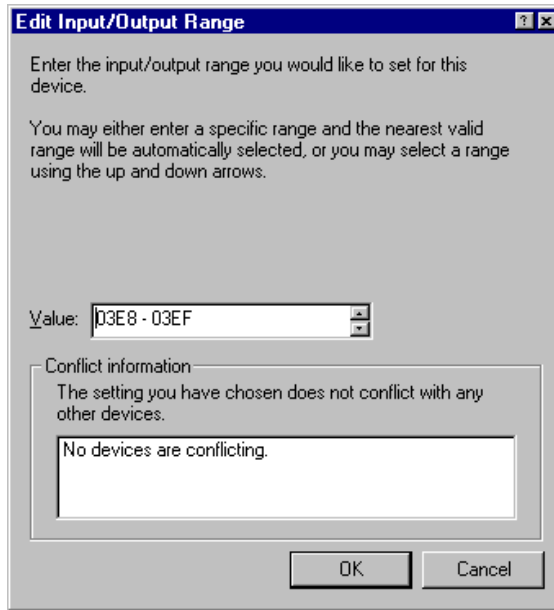 Edit Input/Output Range
Enter the input/output range you would like to set for this
device.
You may either enter a specific range and the nearest valid
range will be automatically selected, or you may select a range
using the up and down arrows.
Value: 03E8 - 03EF
Conflict information
The setting you have chosen does not conflict with any
other devices.
No devices are conflicting.
OK Cancel